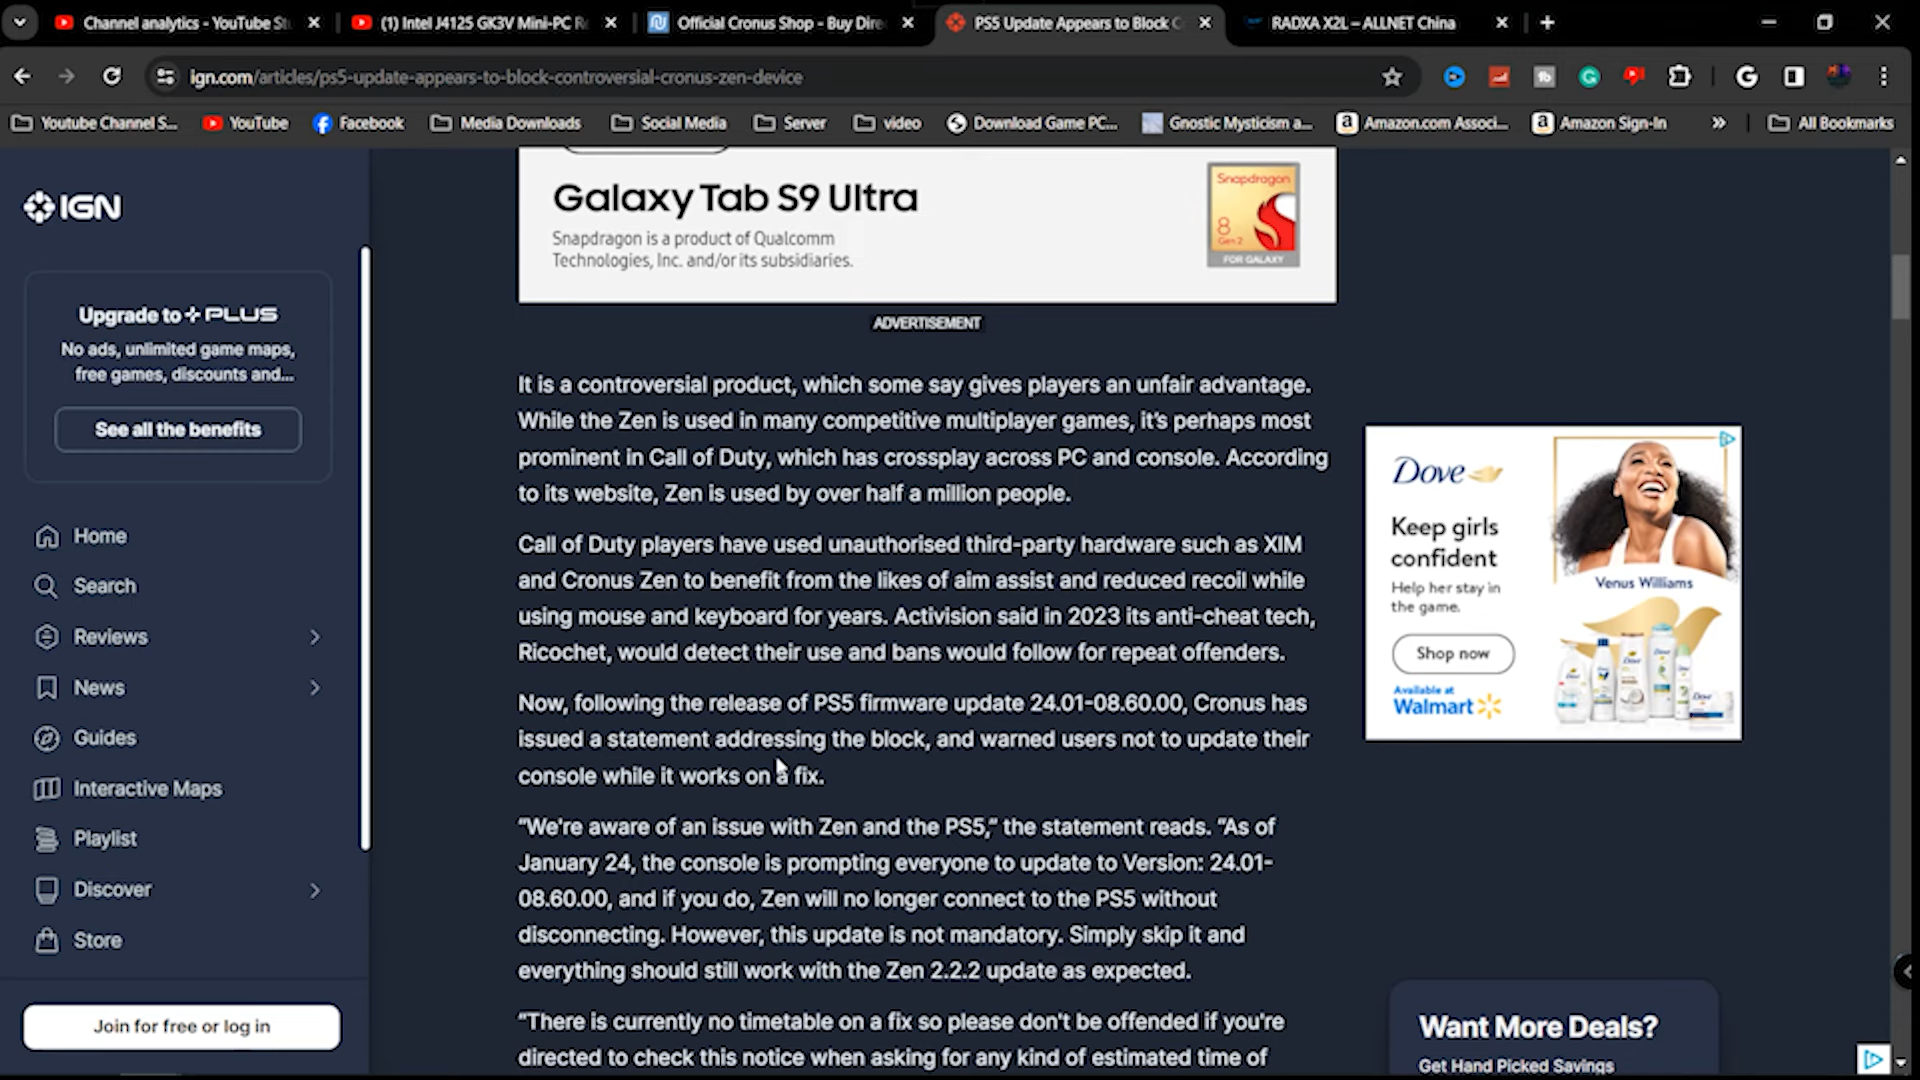 Channel analytics - YouTube St
(1) Intel J4125 GK3V Mini-PC Re
Official Cronus Shop - Buy Dire
PS5 Update Appears to Block C
RADXA X2L – ALLNET China
ign.com/articles/ps5-update-appears-to-block-controversial-cronus-zen-device
Youtube Channel S...
YouTube
Facebook
Media Downloads
Social Media
Server
video
Download Game PC...
Gnostic Mysticism a...
Amazon.com Associ...
Amazon Sign-In
»
All Bookmarks
IGN
Upgrade to + PLUS
No ads, unlimited game maps,
free games, discounts and...
See all the benefits
Home
Search
Reviews
News
Guides
Interactive Maps
Playlist
Discover
Store
Join for free or log in
Galaxy Tab S9 Ultra
Snapdragon is a product of Qualcomm
Technologies, Inc. and/or its subsidiaries.
Snapdragon
8
Gen 2
FOR GALAXY
ADVERTISEMENT
It is a controversial product, which some say gives players an unfair advantage.
While the Zen is used in many competitive multiplayer games, it’s perhaps most
prominent in Call of Duty, which has crossplay across PC and console. According
to its website, Zen is used by over half a million people.
Call of Duty players have used unauthorised third-party hardware such as XIM
and Cronus Zen to benefit from the likes of aim assist and reduced recoil while
using mouse and keyboard for years. Activision said in 2023 its anti-cheat tech,
Ricochet, would detect their use and bans would follow for repeat offenders.
Now, following the release of PS5 firmware update 24.01-08.60.00, Cronus has
issued a statement addressing the block, and warned users not to update their
console while it works on a fix.
“We're aware of an issue with Zen and the PS5,” the statement reads. “As of
January 24, the console is prompting everyone to update to Version: 24.01-
08.60.00, and if you do, Zen will no longer connect to the PS5 without
disconnecting. However, this update is not mandatory. Simply skip it and
everything should still work with the Zen 2.2.2 update as expected.
“There is currently no timetable on a fix so please don't be offended if you're
directed to check this notice when asking for any kind of estimated time of
Dove
Keep girls
confident
Help her stay in
the game.
Shop now
Available at
Walmart
Venus Williams
Want More Deals?
Get Hand Picked Savings